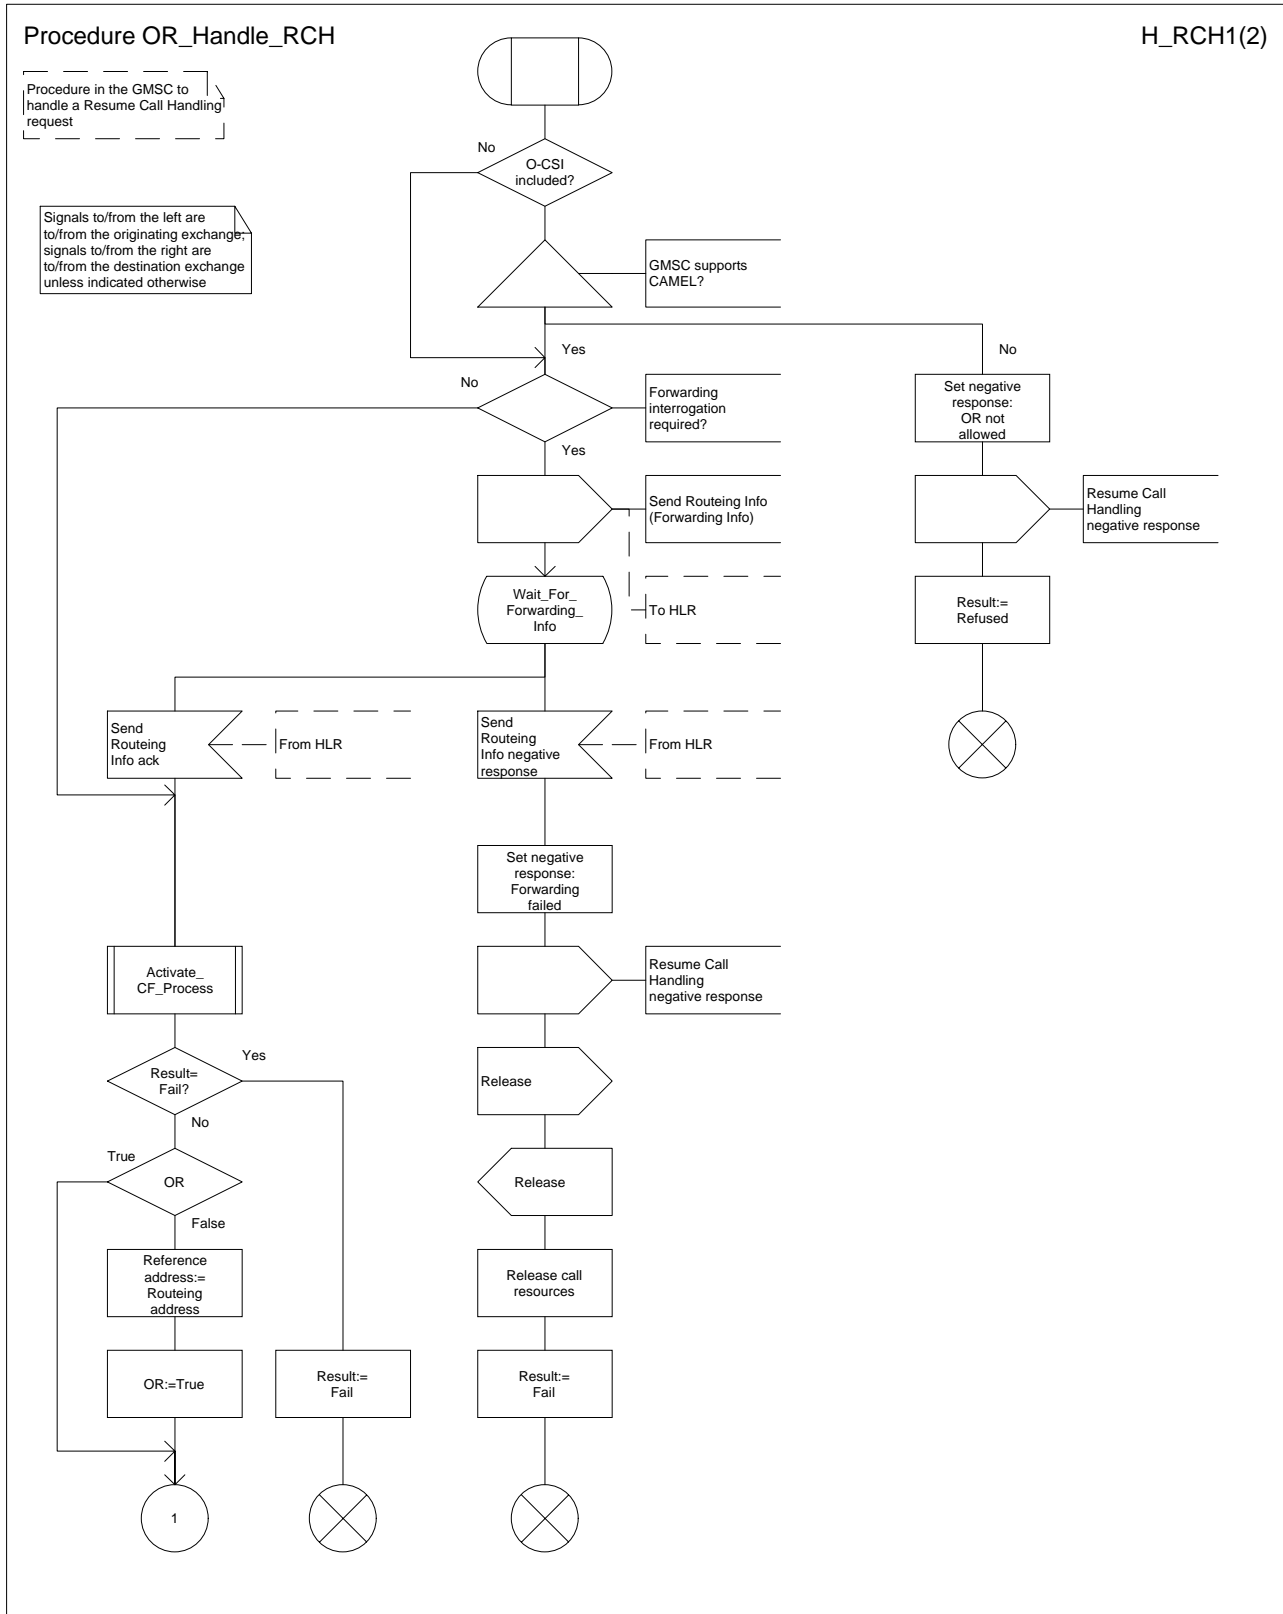 Procedure OR_Handle_RCH
H_RCH1(2)
Procedure in the GMSC to
handle a Resume Call Handling
request
No
O-CSI
included?
Signals to/from the left are
to/from the originating exchange;
signals to/from the right are
to/from the destination exchange
unless indicated otherwise
GMSC supports
CAMEL?
Yes
No
No
Forwarding
interrogation
required?
Set negative
response:
OR not
allowed
Yes
Send Routeing Info
(Forwarding Info)
Resume Call
Handling
negative response
Wait_For_
Forwarding_
Info
To HLR
Result:=
Refused
Send
Routeing
Info ack
From HLR
Send
Routeing
Info negative
response
From HLR
Set negative
response:
Forwarding
failed
Activate_
CF_Process
Resume Call
Handling
negative response
Yes
Result=
Fail?
Release
No
True
OR
Release
False
Reference
address:=
Routeing
address
Release call
resources
OR:=True
Result:=
Fail
Result:=
Fail
1